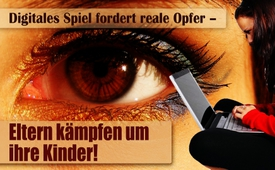 Digitales Spiel fordert reale Opfer –
Eltern kämpfen um
ihre Kinder!